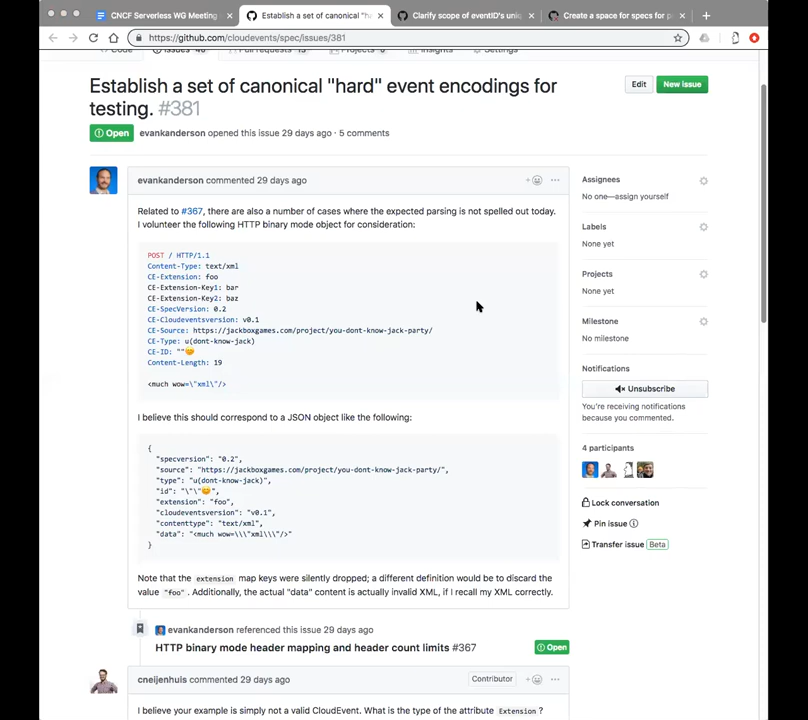 CNCF Serverless WG Meeting
Establish a set of canonical "h
Clarify scope of eventID's uni
Create a space for specs for p
https://github.com/cloudevents/spec/issues/381
Code Issues 46 Pull requests Projects Insights Settings
Establish a set of canonical "hard" event encodings for
testing. #381
Edit
New issue
Open evankanderson opened this issue 29 days ago · 5 comments
evankanderson commented 29 days ago
Related to #367, there are also a number of cases where the expected parsing is not spelled out today.
I volunteer the following HTTP binary mode object for consideration:
POST / HTTP/1.1
Content-Type: text/xml
CE-Extension: foo
CE-Extension-Key1: bar
CE-Extension-Key2: baz
CE-SpecVersion: 0.2
CE-Cloudeventsversion: v0.1
CE-Source: https://jackboxgames.com/project/you-dont-know-jack-party/
CE-Type: u(dont-know-jack)
CE-ID: ""😊
Content-Length: 19
<much wow=\"xml\"/>
I believe this should correspond to a JSON object like the following:
{
"specversion": "0.2",
"source": "https://jackboxgames.com/project/you-dont-know-jack-party/",
"type": "u(dont-know-jack)",
"id": "\"\"😊",
"extension": "foo",
"cloudeventsversion": "v0.1",
"contenttype": "text/xml",
"data": "<much wow=\\\"xml\\\"/>"
}
Note that the extension map keys were silently dropped; a different definition would be to discard the
value "foo" . Additionally, the actual "data" content is actually invalid XML, if I recall my XML correctly.
evankanderson referenced this issue 29 days ago
HTTP binary mode header mapping and header count limits #367
Open
cneijenhuis commented 29 days ago
Contributor
I believe your example is simply not a valid CloudEvent. What is the type of the attribute Extension ?
Assignees
No one—assign yourself
Labels
None yet
Projects
None yet
Milestone
No milestone
Notifications
Unsubscribe
You're receiving notifications
because you commented.
4 participants
Lock conversation
Pin issue
Transfer issue Beta